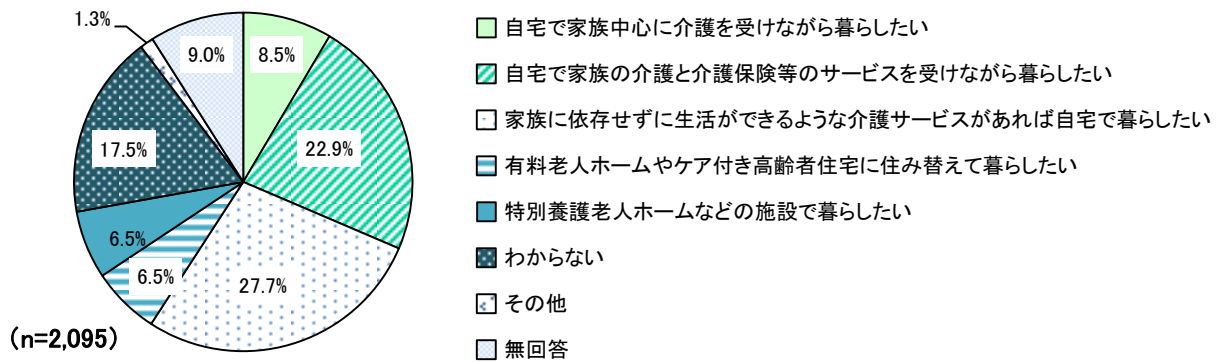 1.3%
9.0%
8.5%
22.9%
17.5%
6.5%
6.5%
27.7%
(n=2,095)
自宅で家族中心に介護を受けながら暮らしたい
自宅で家族の介護と介護保険等のサービスを受けながら暮らしたい
家族に依存せずに生活ができるような介護サービスがあれば自宅で暮らしたい
有料老人ホームやケア付き高齢者住宅に住み替えて暮らしたい
特別養護老人ホームなどの施設で暮らしたい
わからない
その他
無回答